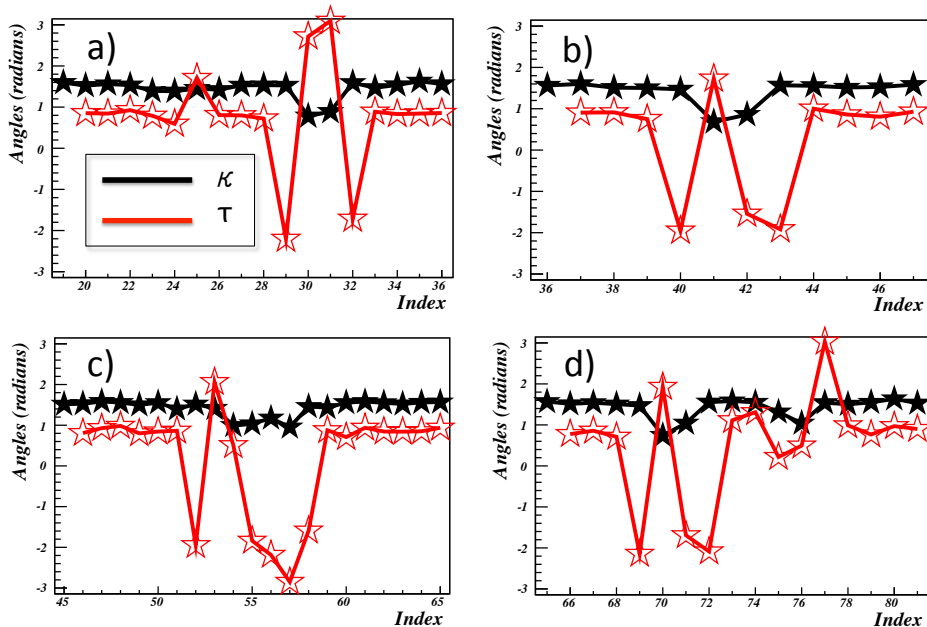 a)
Angles (radians)
3
2
1
0
-1
-2
-3
κ
τ
20 22 24 26 28 30 32 34 36
Index
b)
Angles (radians)
3
2
1
0
-1
-2
-3
36 38 40 42 44 46
Index
c)
Angles (radians)
3
2
1
0
-1
-2
-3
45 50 55 60 65
Index
d)
Angles (radians)
3
2
1
0
-1
-2
-3
66 68 70 72 74 76 78 80
Index